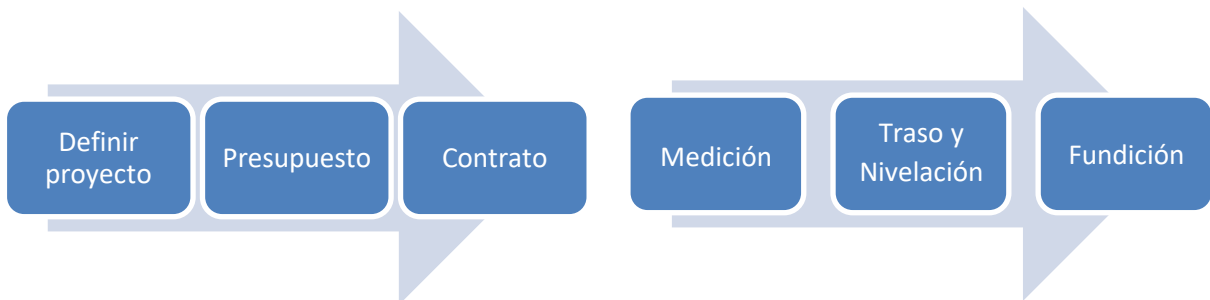 Definir
proyecto
Presupuesto
Contrato
Medición
Traso y
Nivelación
Fundición